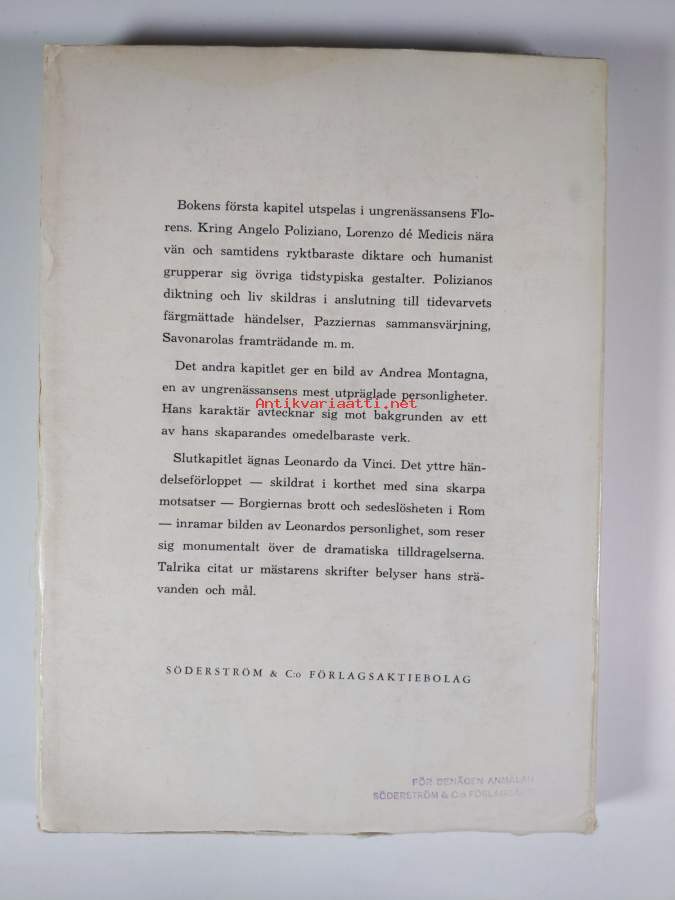 Bokens första kapitel utspelas i ungrenässansens Flo-
rens. Kring Angelo Poliziano, Lorenzo dé Medicis nära
vän och samtidens ryktbaraste diktare och humanist
grupperar sig övriga tidstypiska gestalter. Polizianos
diktning och liv skildras i anslutning till tidevarvets
färgmättade händelser, Pazziernas sammansvärjning,
Savonarolas framträdande m. m.
Det andra kapitlet ger en bild av Andrea Montagna,
en av ungrenässansens mest utpräglade personligheter.
Antikvariaatti.net
Hans karaktär avtecknar sig mot bakgrunden av ett
av hans skaparandes omedelbaraste verk.
Slutkapitlet ägnas Leonardo da Vinci. Det yttre hän-
delseförloppet — skildrat i korthet med sina skarpa
motsatser — Borgiernas brott och sedeslösheten i Rom
— inramar bilden av Leonardos personlighet, som reser
sig monumentalt över de dramatiska tilldragelserna.
Talrika citat ur mästarens skrifter belyser hans strä-
vanden och mål.
SÖDERSTRÖM & C:o FÖRLAGSAKTIEBOLAG
FÖR BENÄGEN ANMÄLAN
SÖDERSTRÖM & C:o